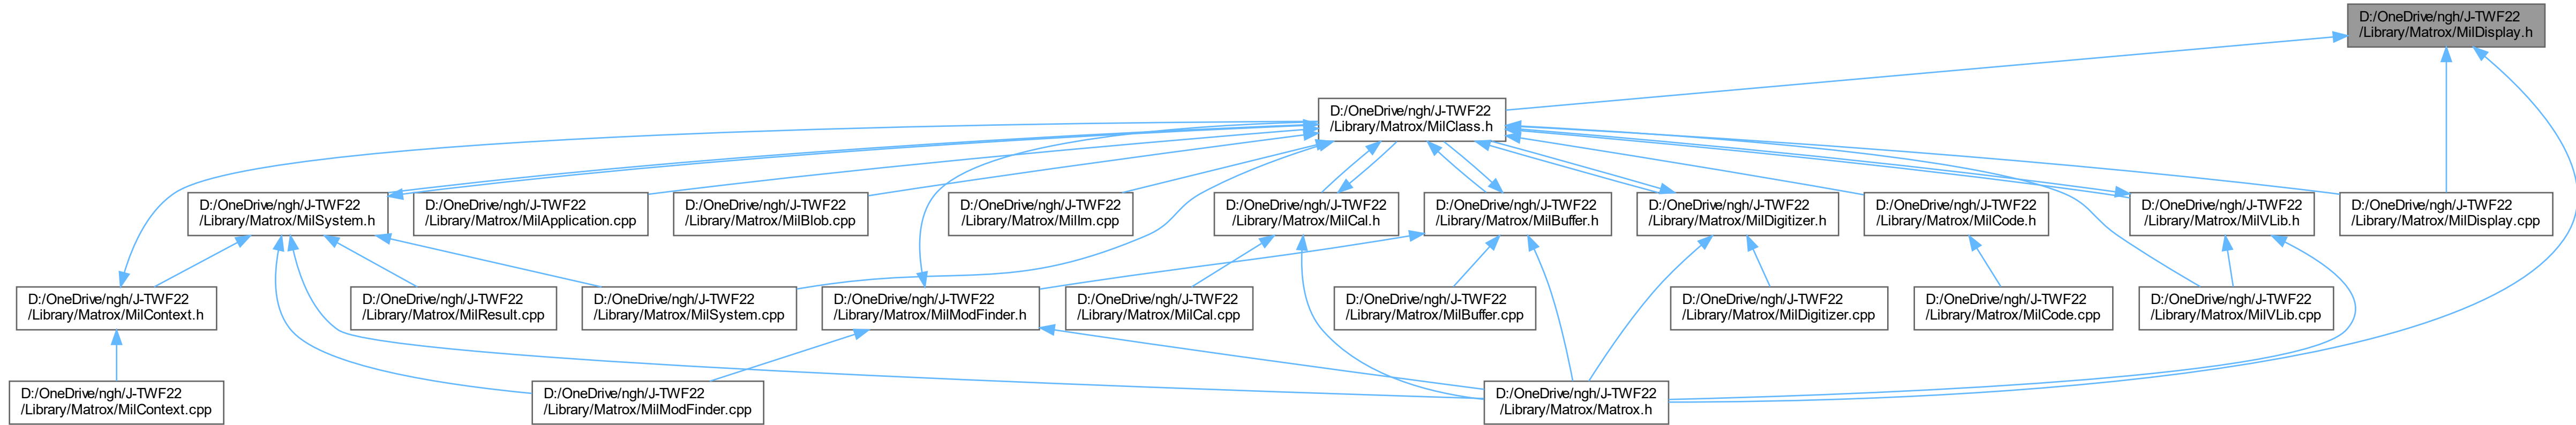 D:/OneDrive/ngh/J-TWF22
/Library/Matrox/MilDisplay.h
D:/OneDrive/ngh/J-TWF22
/Library/Matrox/MilClass.h
D:/OneDrive/ngh/J-TWF22
/Library/Matrox/MilSystem.h
D:/OneDrive/ngh/J-TWF22
/Library/Matrox/MilApplication.cpp
D:/OneDrive/ngh/J-TWF22
/Library/Matrox/MilBlob.cpp
D:/OneDrive/ngh/J-TWF22
/Library/Matrox/MilIm.cpp
D:/OneDrive/ngh/J-TWF22
/Library/Matrox/MilCal.h
D:/OneDrive/ngh/J-TWF22
/Library/Matrox/MilBuffer.h
D:/OneDrive/ngh/J-TWF22
/Library/Matrox/MilDigitizer.h
D:/OneDrive/ngh/J-TWF22
/Library/Matrox/MilCode.h
D:/OneDrive/ngh/J-TWF22
/Library/Matrox/MilVLib.h
D:/OneDrive/ngh/J-TWF22
/Library/Matrox/MilDisplay.cpp
D:/OneDrive/ngh/J-TWF22
/Library/Matrox/MilContext.h
D:/OneDrive/ngh/J-TWF22
/Library/Matrox/MilResult.cpp
D:/OneDrive/ngh/J-TWF22
/Library/Matrox/MilSystem.cpp
D:/OneDrive/ngh/J-TWF22
/Library/Matrox/MilModFinder.h
D:/OneDrive/ngh/J-TWF22
/Library/Matrox/MilCal.cpp
D:/OneDrive/ngh/J-TWF22
/Library/Matrox/MilBuffer.cpp
D:/OneDrive/ngh/J-TWF22
/Library/Matrox/MilDigitizer.cpp
D:/OneDrive/ngh/J-TWF22
/Library/Matrox/MilCode.cpp
D:/OneDrive/ngh/J-TWF22
/Library/Matrox/MilVLib.cpp
D:/OneDrive/ngh/J-TWF22
/Library/Matrox/MilContext.cpp
D:/OneDrive/ngh/J-TWF22
/Library/Matrox/MilModFinder.cpp
D:/OneDrive/ngh/J-TWF22
/Library/Matrox/Matrox.h